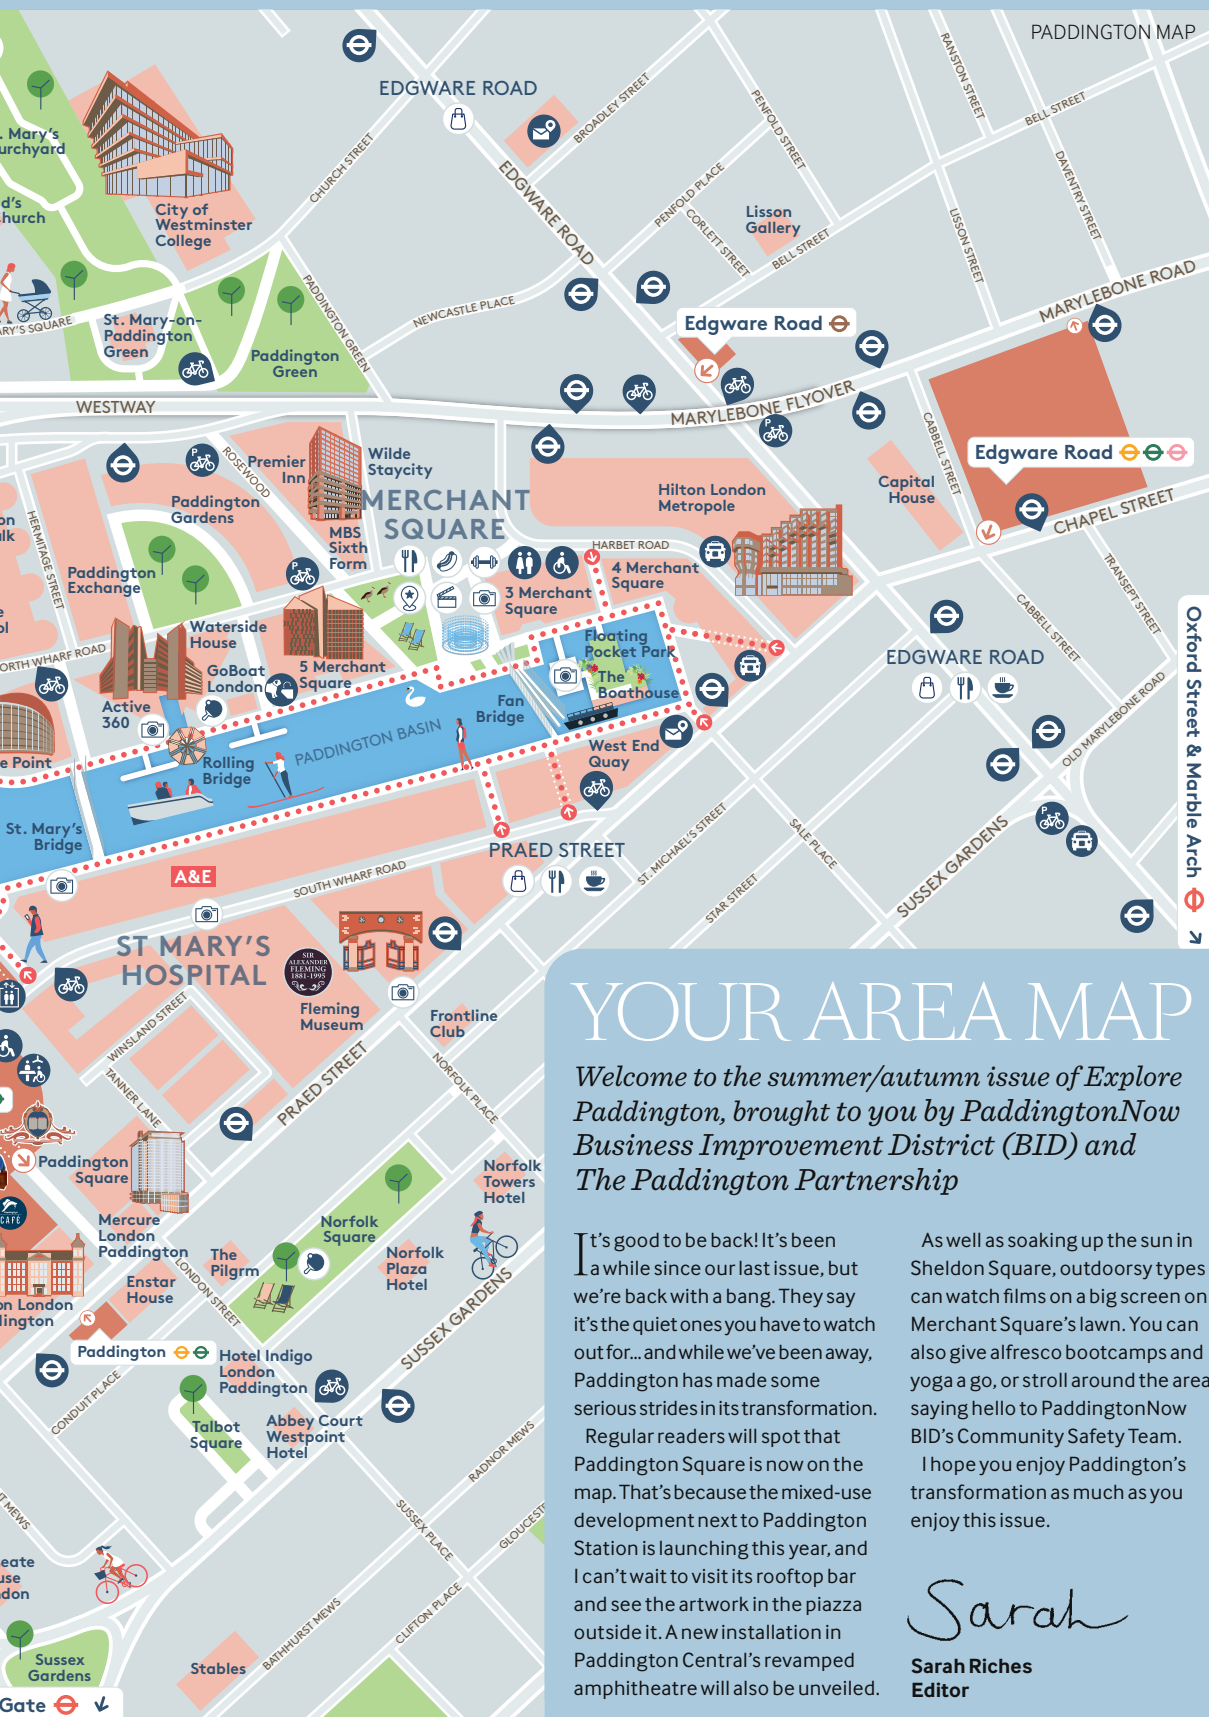 PADDINGTON MAP
EDGWARE ROAD
BROADLEY STREET
PENFOLD STREET
RANSTON STREET
BELL STREET
DAVENTRY STREET
CHURCH STREET
EDGWARE ROAD
PENFOLD PLACE
CORLETT STREET
Lisson
Gallery
BELL STREET
LISSON STREET
MARYLEBONE ROAD
. Mary's
urchyard
d's
hurch
City of
Westminster
College
PADDINGTON GREEN
NEWCASTLE PLACE
ARY'S SQUARE
St. Mary-on-
Paddington
Green
Paddington
Green
Edgware Road
WESTWAY
MARYLEBONE FLYOVER
CABBELL STREET
Edgware Road
CHAPEL STREET
Capital
House
ROSEWOOD
Premier
Inn
Wilde
Staycity
MERCHANT
SQUARE
Hilton London
Metropole
HERMITAGE STREET
on
alk
Paddington
Gardens
MBS
Sixth
Form
HARBET ROAD
4 Merchant
Square
3 Merchant
Square
TRANSEPT STREET
CABBELL STREET
Paddington
Exchange
e
ol
Waterside
House
ORTH WHARF ROAD
GoBoat
London
5 Merchant
Square
Floating
Pocket Park
The
Boathouse
EDGWARE ROAD
OLD MARYLEBONE ROAD
Oxford Street & Marble Arch
Active
360
Fan
Bridge
PADDINGTON BASIN
e Point
Rolling
Bridge
West End
Quay
St. Mary's
Bridge
PRAED STREET
ST. MICHAEL'S STREET
SALE PLACE
STAR STREET
SUSSEX GARDENS
A&E
SOUTH WHARF ROAD
ST MARY'S
HOSPITAL
SIR
ALEXANDER
FLEMING
1881-1995
Fleming
Museum
Frontline
Club
WINSLAND STREET
TANNER LANE
PRAED STREET
NORFOLK PLACE
Paddington
Square
CAFÉ
Norfolk
Towers
Hotel
Mercure
London
Paddington
The
Pilgrm
Norfolk
Square
Norfolk
Plaza
Hotel
Enstar
House
LONDON STREET
on London
dington
Paddington
SUSSEX GARDENS
Hotel Indigo
London
Paddington
CONDUIT PLACE
Talbot
Square
Abbey Court
Westpoint
Hotel
RADNOR MEWS
SUSSEX PLACE
GLOUCEST
T MEWS
eate
use
don
CLIFTON PLACE
BATHHURST MEWS
Stables
Sussex
Gardens
Gate
YOUR AREA MAP
Welcome to the summer/autumn issue of Explore
Paddington, brought to you by PaddingtonNow
Business Improvement District (BID) and
The Paddington Partnership
It's good to be back! It's been
a while since our last issue, but
we're back with a bang. They say
it's the quiet ones you have to watch
out for... and while we've been away,
Paddington has made some
serious strides in its transformation.
Regular readers will spot that
Paddington Square is now on the
map. That's because the mixed-use
development next to Paddington
Station is launching this year, and
I can't wait to visit its rooftop bar
and see the artwork in the piazza
outside it. A new installation in
Paddington Central's revamped
amphitheatre will also be unveiled.
As well as soaking up the sun in
Sheldon Square, outdoorsy types
can watch films on a big screen on
Merchant Square's lawn. You can
also give alfresco bootcamps and
yoga a go, or stroll around the area
saying hello to PaddingtonNow
BID's Community Safety Team.
I hope you enjoy Paddington's
transformation as much as you
enjoy this issue.
Sarah
Sarah Riches
Editor